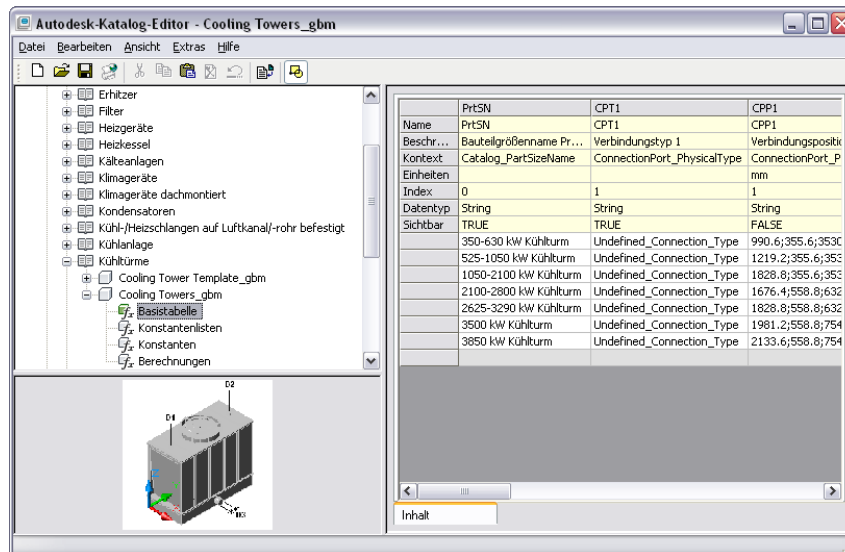 Autodesk-Katalog-Editor - Cooling Towers_gbm
Datei Bearbeiten Ansicht Extras Hilfe
Erhitzer
Filter
Heizgeräte
Heizkessel
Kälteanlagen
Klimageräte
Klimageräte dachmontiert
Kondensatoren
Kühl-/Heizschlangen auf Luftkanal/-rohr befestigt
Kühlanlage
Kühltürme
Cooling Tower Template_gbm
Cooling Towers_gbm
Basistabelle
Konstantenlisten
Konstanten
Berechnungen
D2
D1
PrtSN CPT1 CPP1
Name PrtSN CPT1 CPP1
Beschr... Bauteilgrößenname Pr... Verbindungstyp 1 Verbindungspositio
Kontext Catalog_PartSizeName ConnectionPort_PhysicalType ConnectionPort_P
Einheiten mm
Index 0 1 1
Datentyp String String String
Sichtbar TRUE TRUE FALSE
350-630 kW Kühlturm Undefined_Connection_Type 990.6;355.6;3530
525-1050 kW Kühlturm Undefined_Connection_Type 1219.2;355.6;353
1050-2100 kW Kühlturm Undefined_Connection_Type 1828.8;355.6;353
2100-2800 kW Kühlturm Undefined_Connection_Type 1676.4;558.8;632
2625-3290 kW Kühlturm Undefined_Connection_Type 1828.8;558.8;632
3500 kW Kühlturm Undefined_Connection_Type 1981.2;558.8;754
3850 kW Kühlturm Undefined_Connection_Type 2133.6;558.8;754
Inhalt